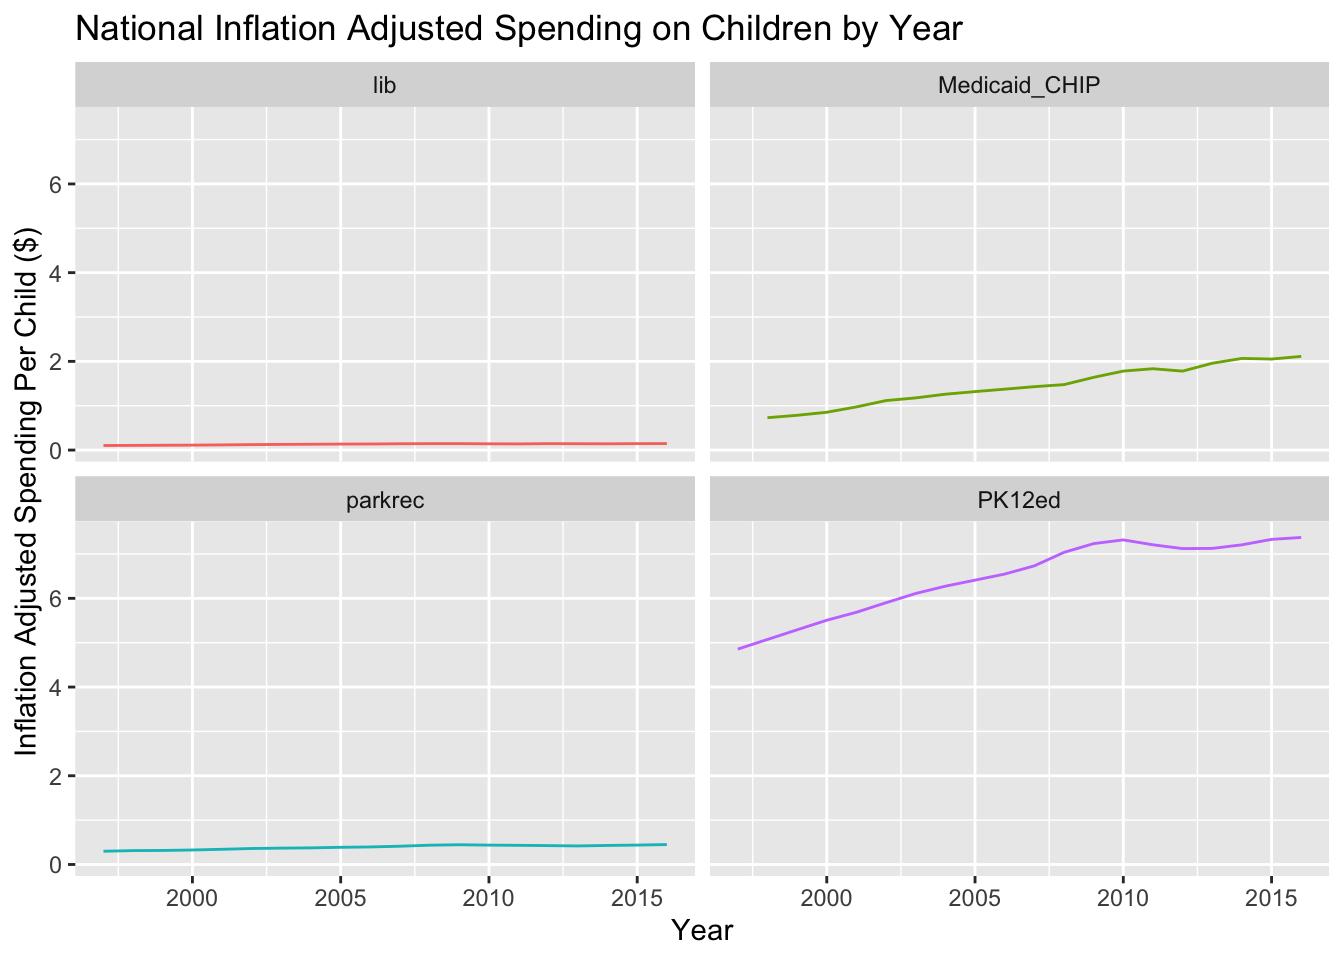 National Inflation Adjusted Spending on Children by Year
lib
Medicaid_CHIP
6
4
2
0
parkrec
PK12ed
6
4
2
0
2000
2005
2010
2015
2000
2005
2010
2015
Year
Inflation Adjusted Spending Per Child ($)